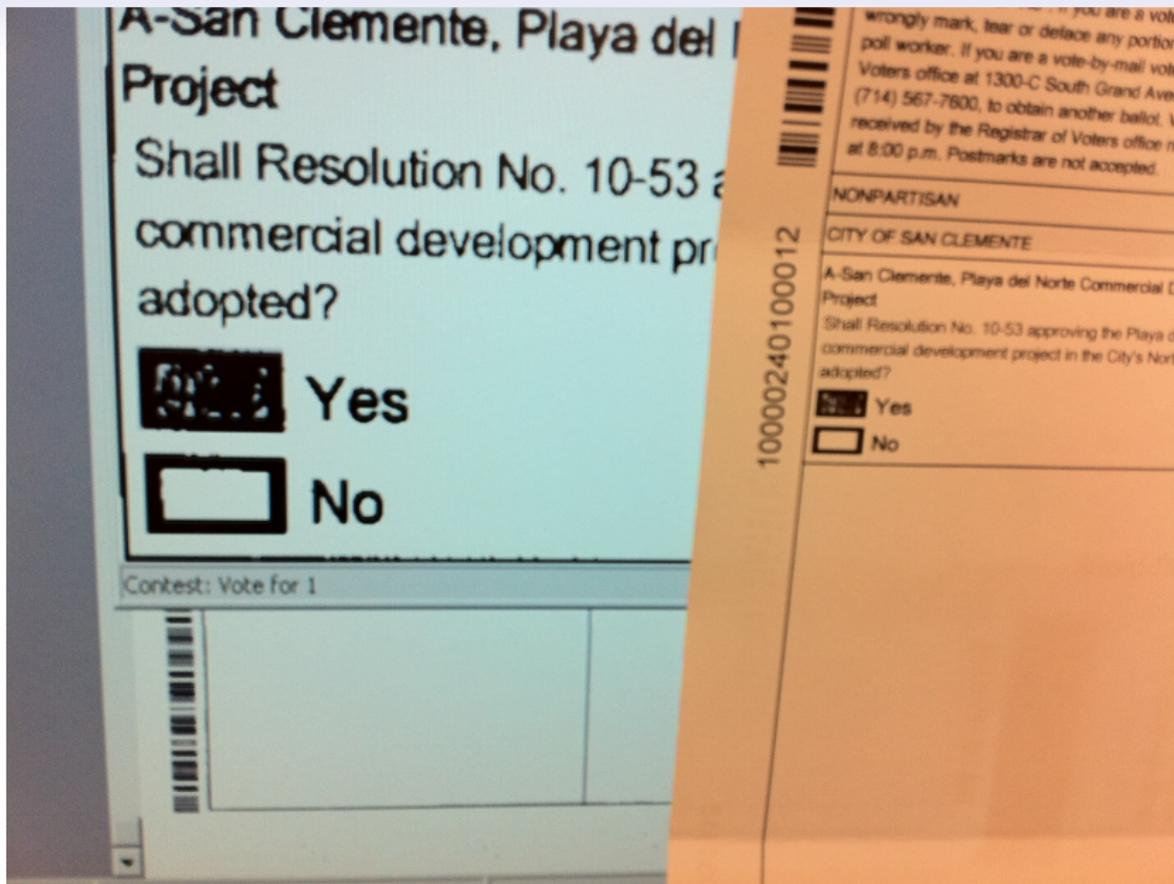 A-San Clemente, Playa del
Project
Shall Resolution No. 10-53
commercial development
adopted?
Yes
No
Contest: Vote for 1
If you are a
wrongly mark, tear or deface any portion
poll worker. If you are a vote-by-mail
Voters office at 1300-C South Grand
(714) 567-7600, to obtain another ballot.
received by the Registrar of Voters office
at 8:00 p.m. Postmarks are not accepted.
NONPARTISAN
CITY OF SAN CLEMENTE
A-San Clemente, Playa del Norte Commercial
Project
Shall Resolution No. 10-53 approving the Playa
commercial development project in the City's
adopted?
Yes
No
10000240100012